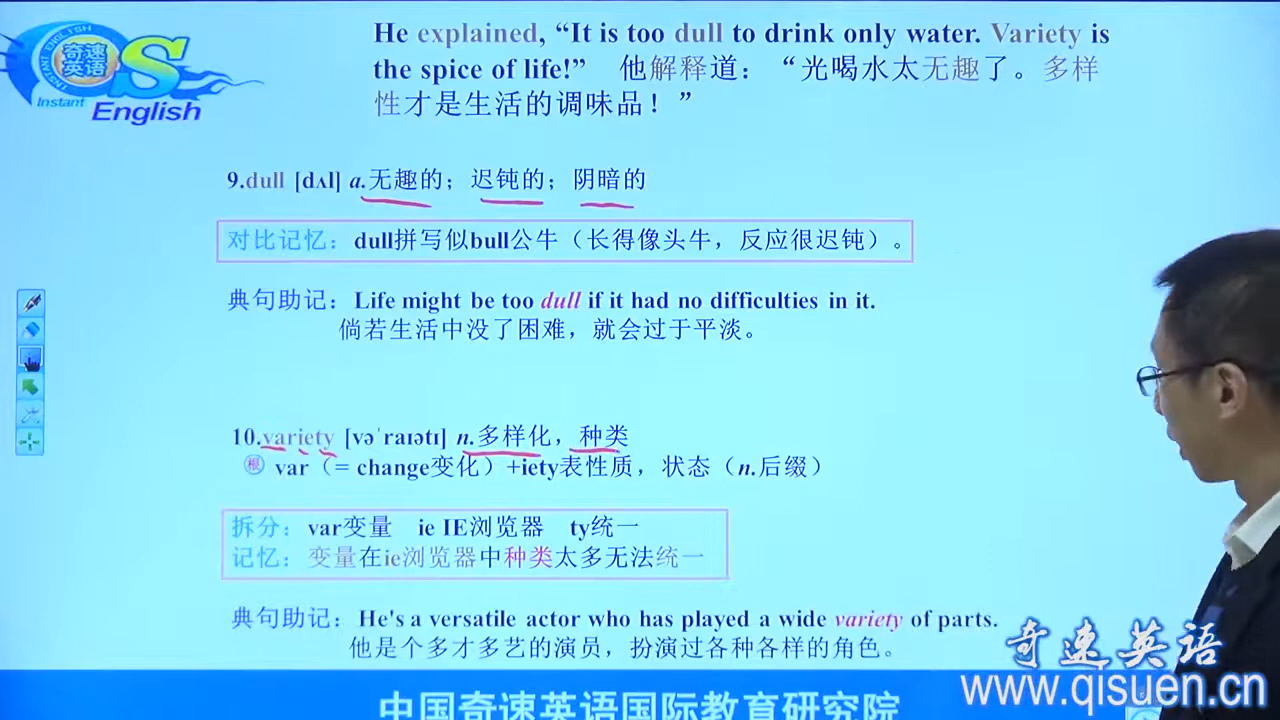 INSTANT ENGLISH
奇速
英语
QS
Instant
English
He explained, “It is too dull to drink only water. Variety is
the spice of life!” 他解释道：“光喝水太无趣了。多样
性才是生活的调味品！”
9.dull [dʌl] a.无趣的；迟钝的；阴暗的
对比记忆：dull拼写似bull公牛（长得像头牛，反应很迟钝）。
典句助记：Life might be too dull if it had no difficulties in it.
倘若生活中没了困难，就会过于平淡。
10.variety [vəˈraɪətɪ] n.多样化，种类
根 var（= change变化）+iety表性质，状态（n.后缀）
拆分：var变量 ie IE浏览器 ty统一
记忆：变量在ie浏览器中种类太多无法统一
典句助记：He's a versatile actor who has played a wide variety of parts.
他是个多才多艺的演员，扮演过各种各样的角色。
奇速英语
www.qisuen.cn
中国奇速英语国际教育研究院